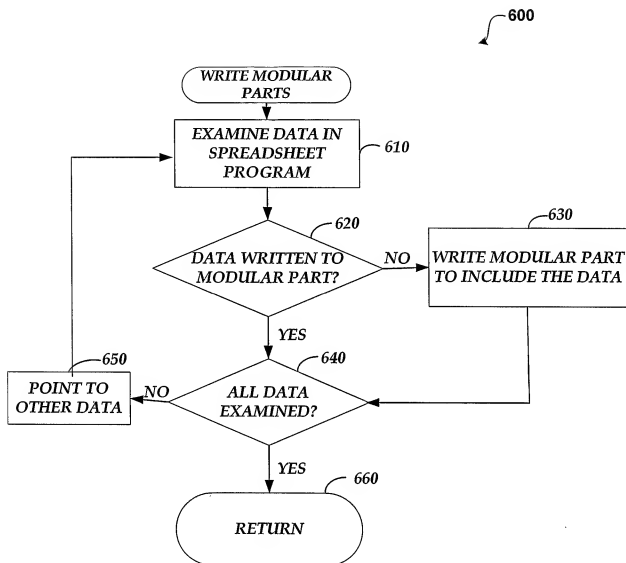 600
WRITE MODULAR
PARTS
EXAMINE DATA IN
SPREADSHEET
PROGRAM
610
620
DATA WRITTEN TO
MODULAR PART?
NO
630
WRITE MODULAR PART
TO INCLUDE THE DATA
YES
640
ALL DATA
EXAMINED?
NO
650
POINT TO
OTHER DATA
YES
660
RETURN